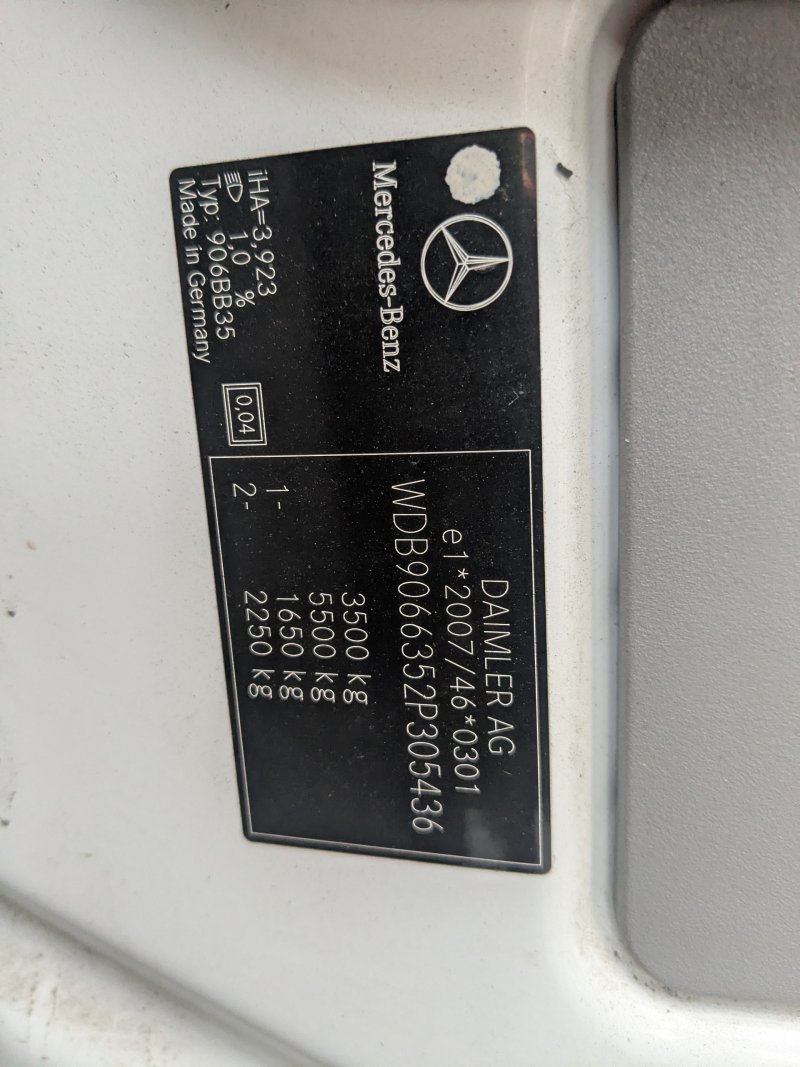 Mercedes-Benz
iHA=3,923
1,0 %
Typ: 906BB35
Made in Germany
0,04
DAIMLER AG
e1*2007/46*0301
WDB9066352P305436
3500 kg
5500 kg
1- 1650 kg
2- 2250 kg